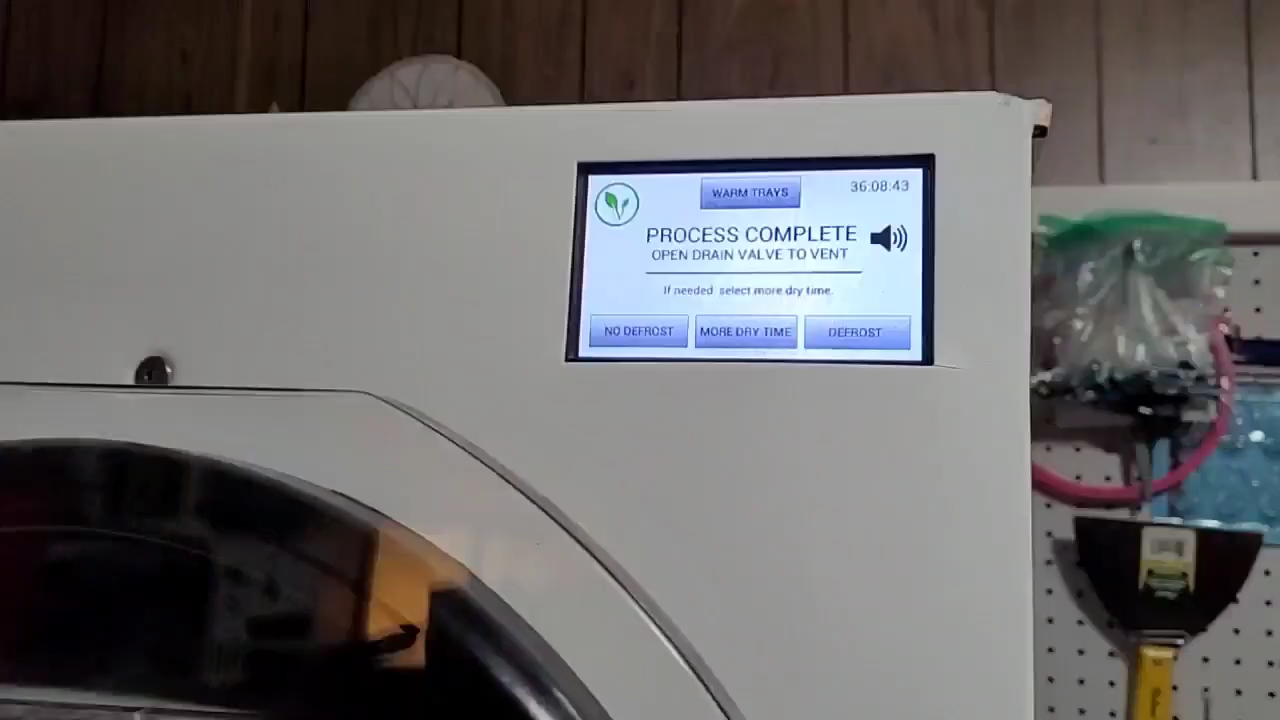 WARM TRAYS
36:08:43
PROCESS COMPLETE
OPEN DRAIN VALVE TO VENT
If needed, select more dry time.
NO DEFROST
MORE DRY TIME
DEFROST